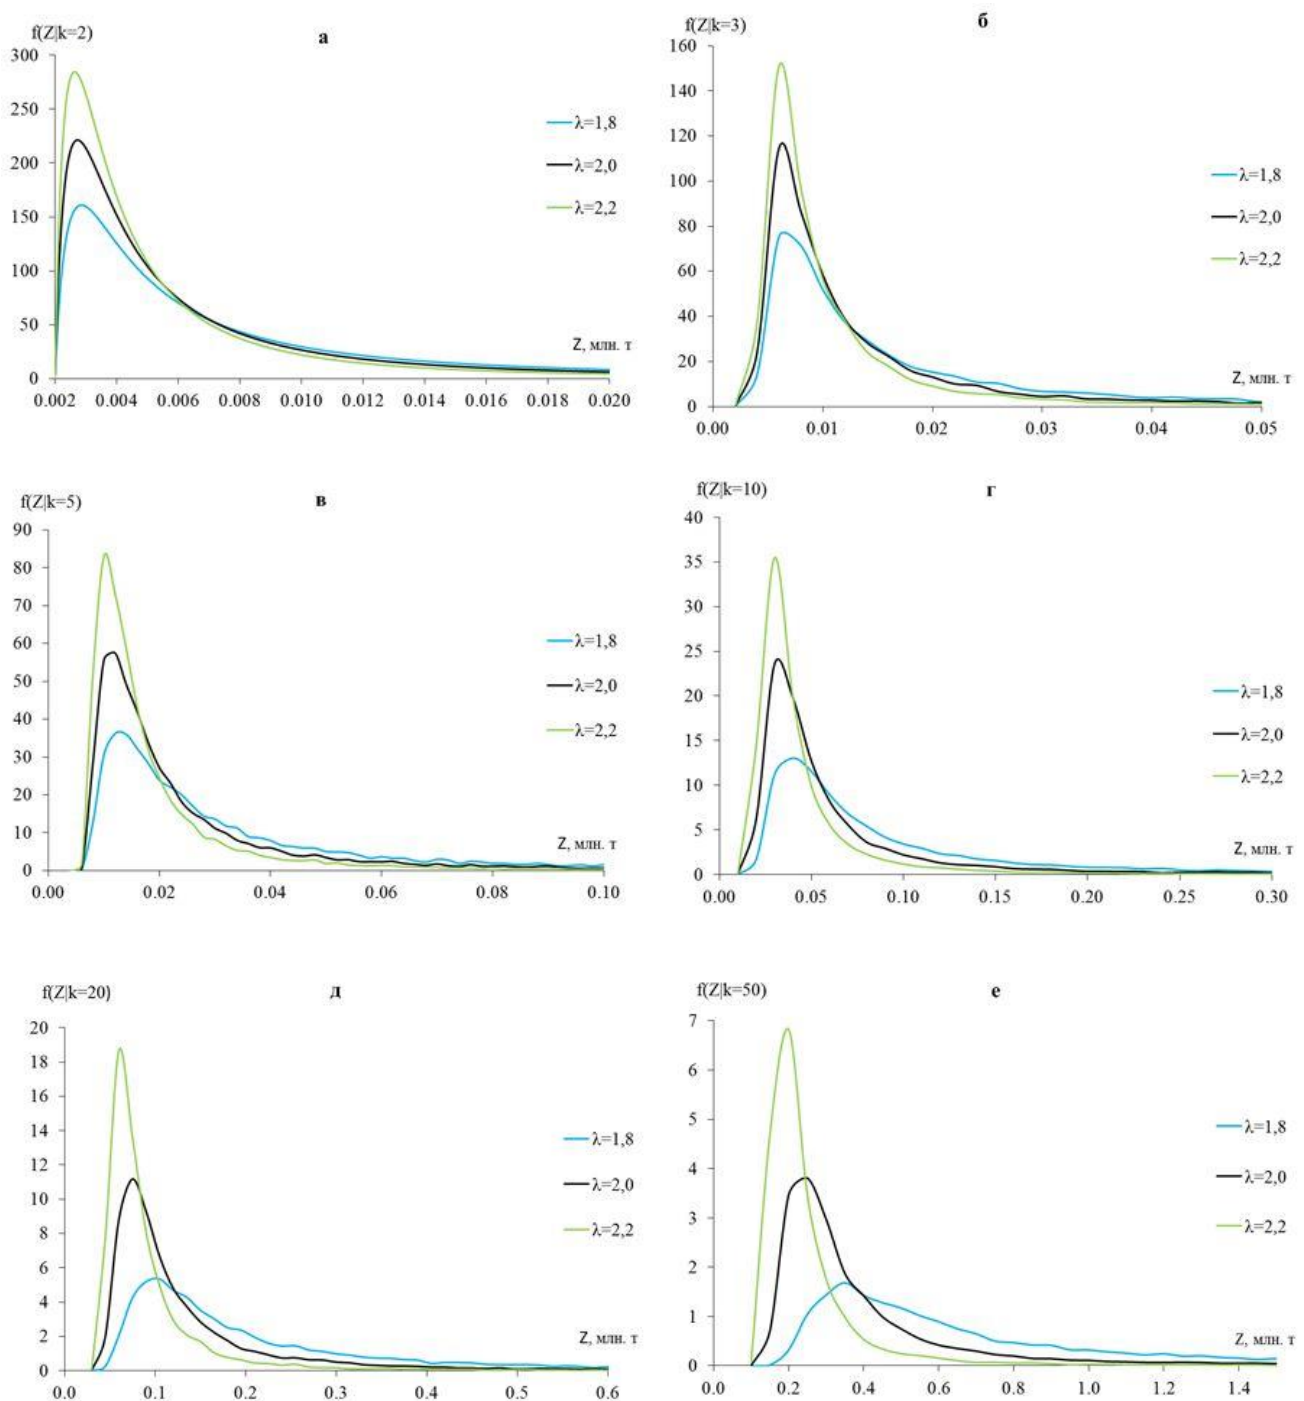 f(Z|k=2)
а
300
250
200
150
100
50
0
λ=1,8
λ=2,0
λ=2,2
Z, млн. т
0.002 0.004 0.006 0.008 0.010 0.012 0.014 0.016 0.018 0.020
f(Z|k=3)
б
160
140
120
100
80
60
40
20
0
λ=1,8
λ=2,0
λ=2,2
Z, млн. т
0.00 0.01 0.02 0.03 0.04 0.05
f(Z|k=5)
в
90
80
70
60
50
40
30
20
10
0
λ=1,8
λ=2,0
λ=2,2
Z, млн. т
0.00 0.02 0.04 0.06 0.08 0.10
f(Z|k=10)
г
40
35
30
25
20
15
10
5
0
λ=1,8
λ=2,0
λ=2,2
Z, млн. т
0.00 0.05 0.10 0.15 0.20 0.25 0.30
f(Z|k=20)
д
20
18
16
14
12
10
8
6
4
2
0
λ=1,8
λ=2,0
λ=2,2
Z, млн. т
0.0 0.1 0.2 0.3 0.4 0.5 0.6
f(Z|k=50)
е
7
6
5
4
3
2
1
0
λ=1,8
λ=2,0
λ=2,2
Z, млн. т
0.0 0.2 0.4 0.6 0.8 1.0 1.2 1.4